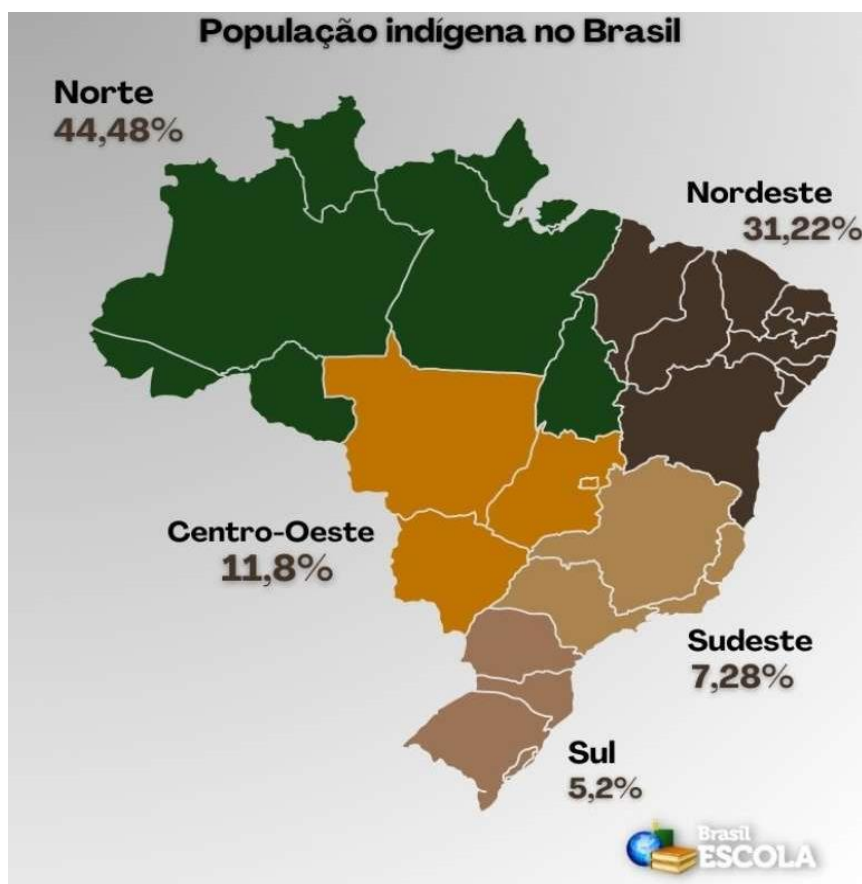 População indígena no Brasil
Norte
44,48%
Nordeste
31,22%
Centro-Oeste
11,8%
Sudeste
7,28%
Sul
5,2%
Brasil
ESCOLA